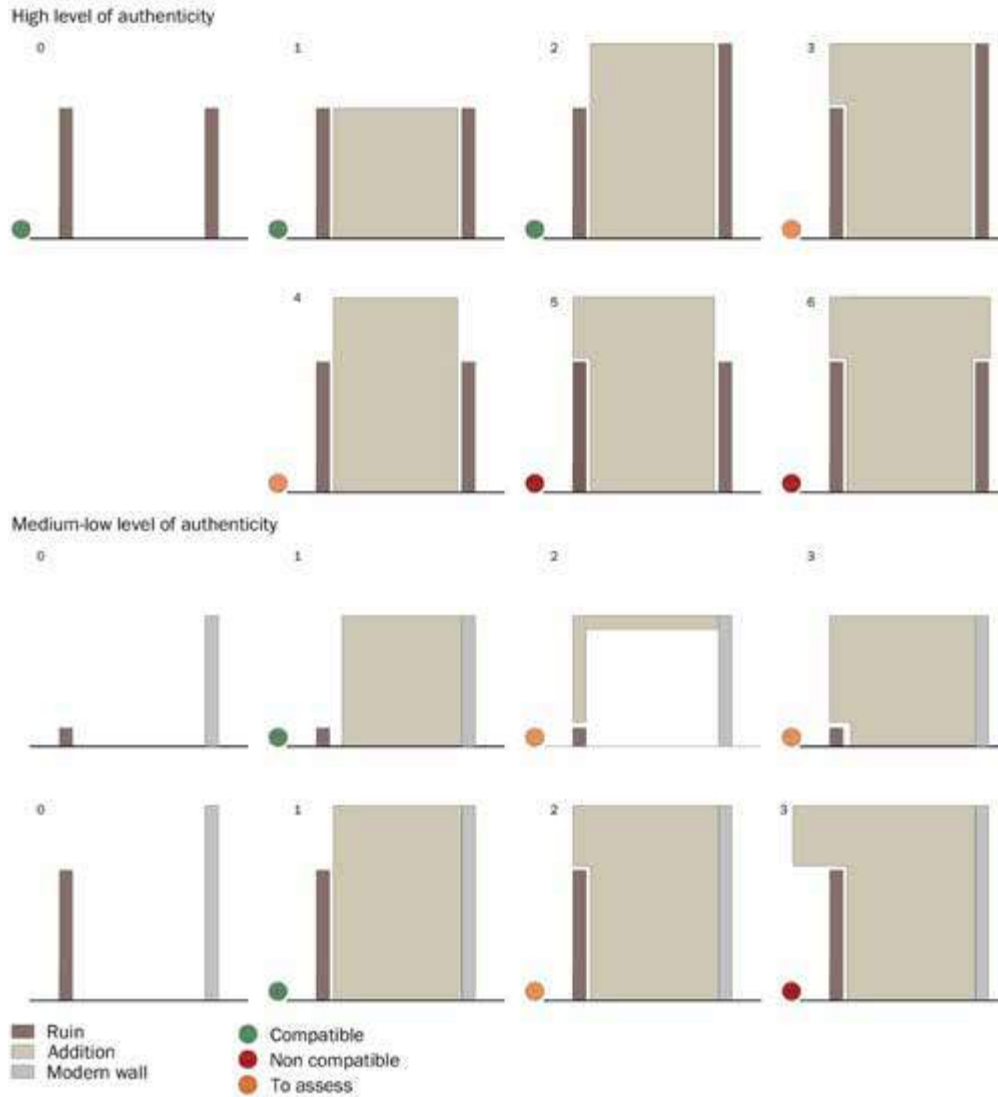 High level of authenticity
0 1 2 3
4 5 6
Medium-low level of authenticity
0 1 2 3
0 1 2 3
Ruin
Addition
Modern wall
Compatible
Non compatible
To assess